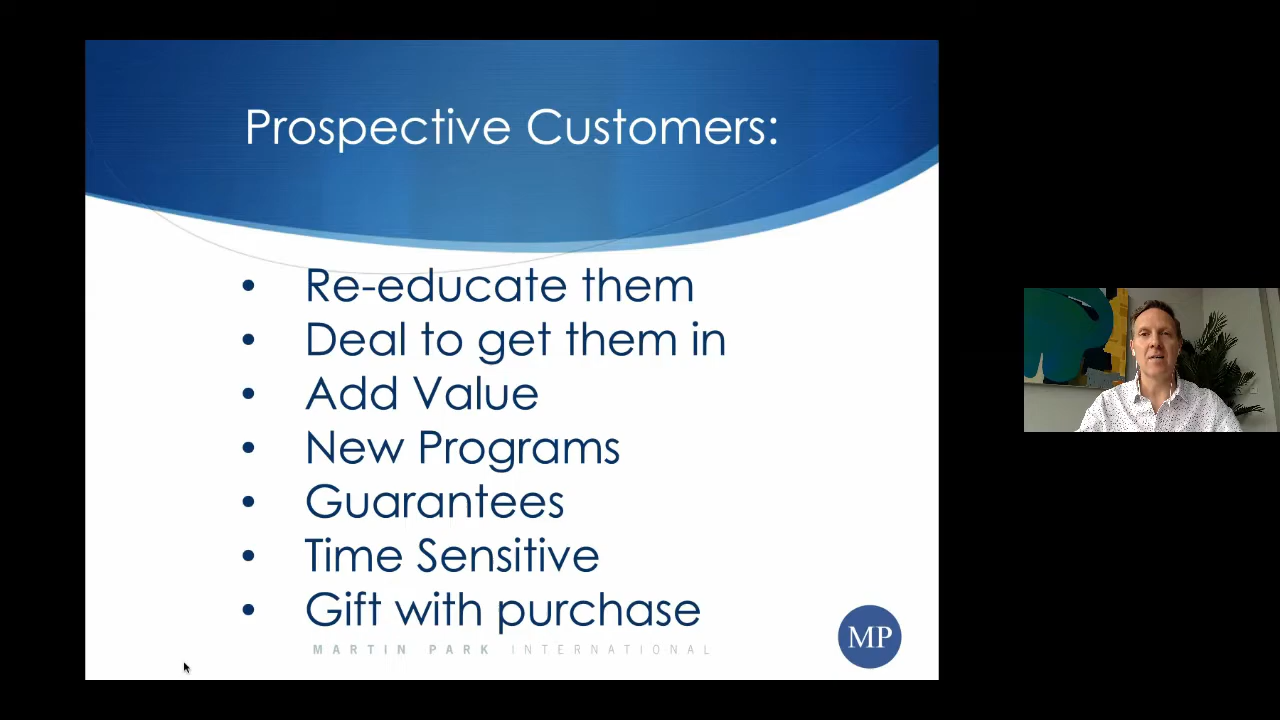 Prospective Customers:
• Re-educate them
• Deal to get them in
• Add Value
• New Programs
• Guarantees
• Time Sensitive
• Gift with purchase
MARTIN PARK INTERNATIONAL
MP